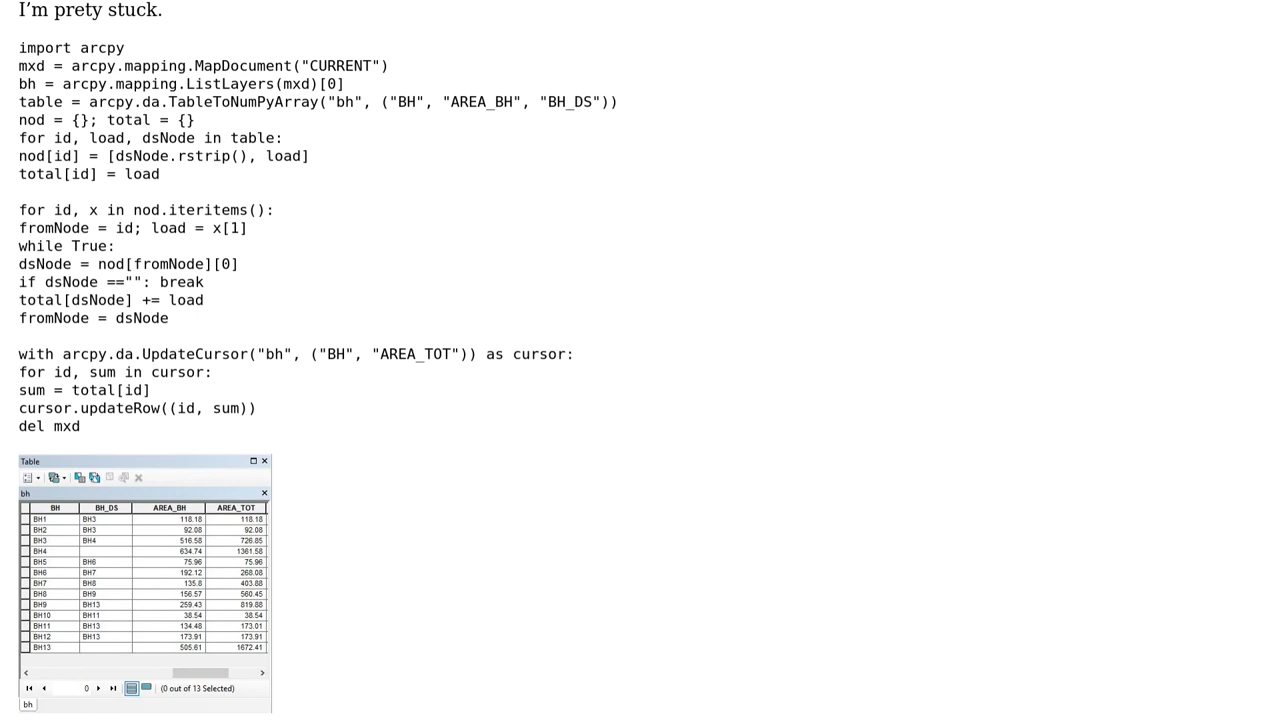 I’m prety stuck.
import arcpy
mxd = arcpy.mapping.MapDocument("CURRENT")
bh = arcpy.mapping.ListLayers(mxd)[0]
table = arcpy.da.TableToNumPyArray("bh", ("BH", "AREA_BH", "BH_DS"))
nod = {}; total = {}
for id, load, dsNode in table:
nod[id] = [dsNode.rstrip(), load]
total[id] = load
for id, x in nod.iteritems():
fromNode = id; load = x[1]
while True:
dsNode = nod[fromNode][0]
if dsNode =="": break
total[dsNode] += load
fromNode = dsNode
with arcpy.da.UpdateCursor("bh", ("BH", "AREA_TOT")) as cursor:
for id, sum in cursor:
sum = total[id]
cursor.updateRow((id, sum))
del mxd
Table
bh
BH BH_DS AREA_BH AREA_TOT
BH1 BH3 118.18 118.18
BH2 BH3 92.08 92.08
BH3 BH4 516.58 726.85
BH4 634.74 1361.58
BH5 BH6 75.96 75.96
BH6 BH7 192.12 268.08
BH7 BH8 135.8 403.88
BH8 BH9 156.57 560.45
BH9 BH13 259.43 819.88
BH10 BH11 38.54 38.54
BH11 BH13 134.48 173.01
BH12 BH13 173.91 173.91
BH13 505.61 1672.41
0 (0 out of 13 Selected)
bh